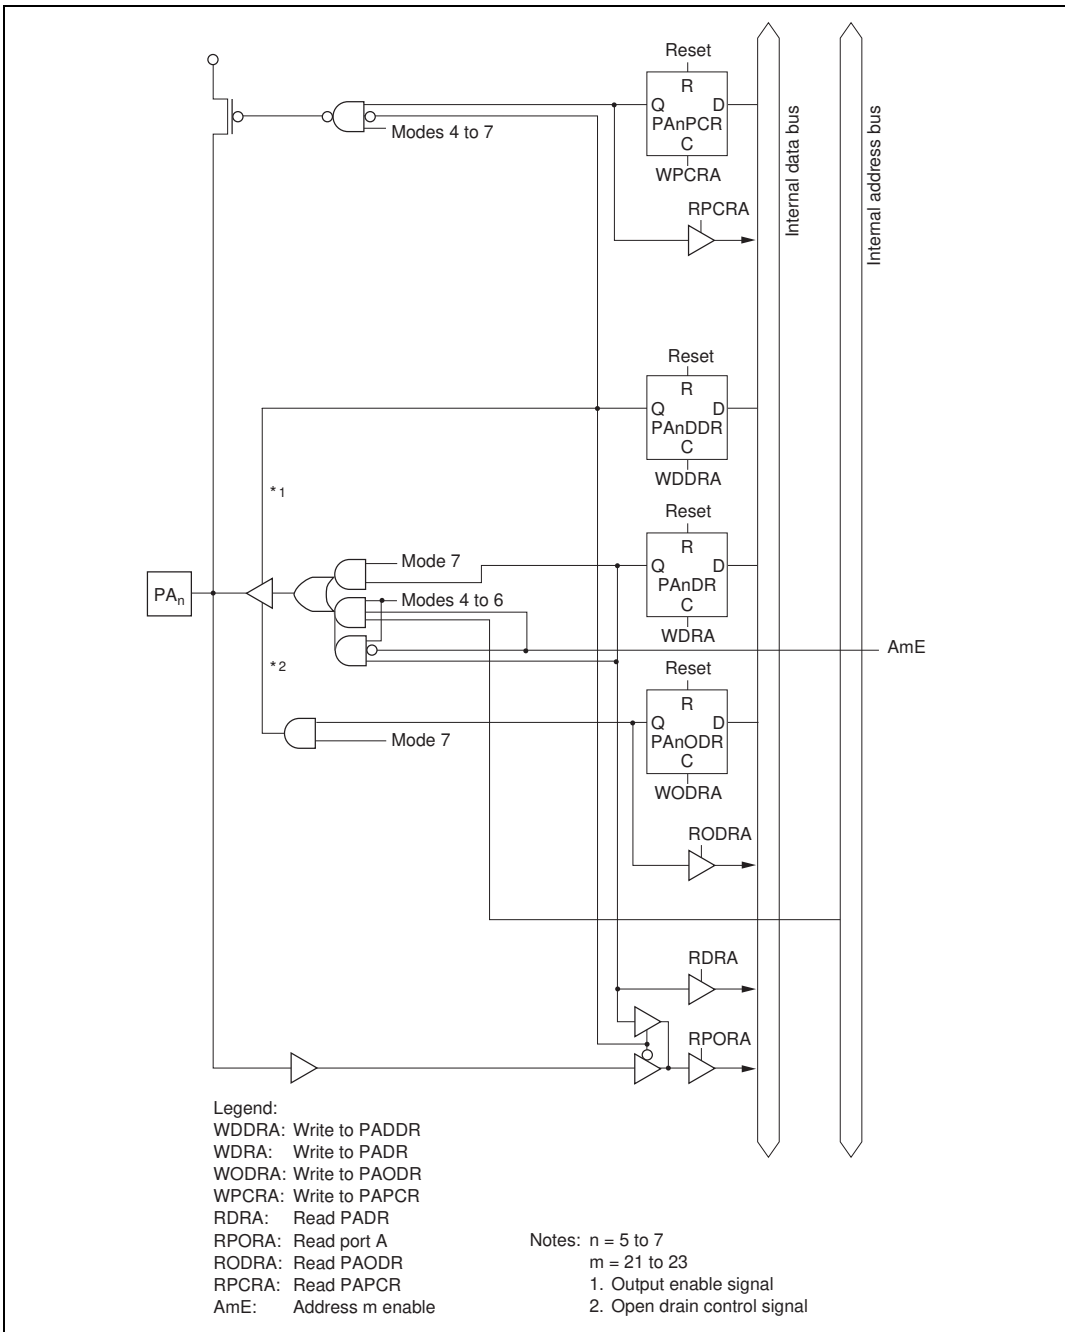 Reset
R
Q D
PAnPCR
C
WPCRA
Modes 4 to 7
RPCRA
Internal data bus
Internal address bus
Reset
R
Q D
PAnDDR
C
WDDRA
*1
Reset
R
Q D
PAnDR
C
WDRA
Mode 7
Modes 4 to 6
PAn
AmE
*2
Reset
R
Q D
PAnODR
C
WODRA
Mode 7
RODRA
RDRA
RPORA
Legend:
WDDRA: Write to PADDR
WDRA: Write to PADR
WODRA: Write to PAODR
WPCRA: Write to PAPCR
RDRA: Read PADR
RPORA: Read port A
RODRA: Read PAODR
RPCRA: Read PAPCR
AmE: Address m enable
Notes: n = 5 to 7
m = 21 to 23
1. Output enable signal
2. Open drain control signal